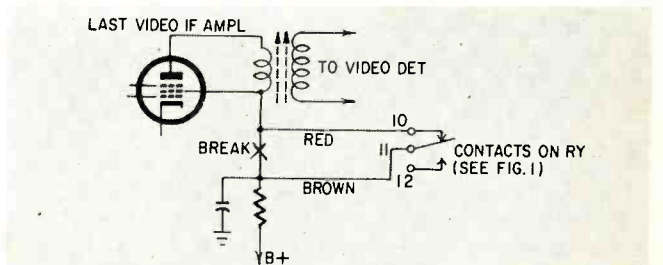 LAST VIDEO IF AMPL
TO VIDEO DET
10
RED
BREAK
11
CONTACTS ON RY
(SEE FIG. 1)
12
BROWN
B+